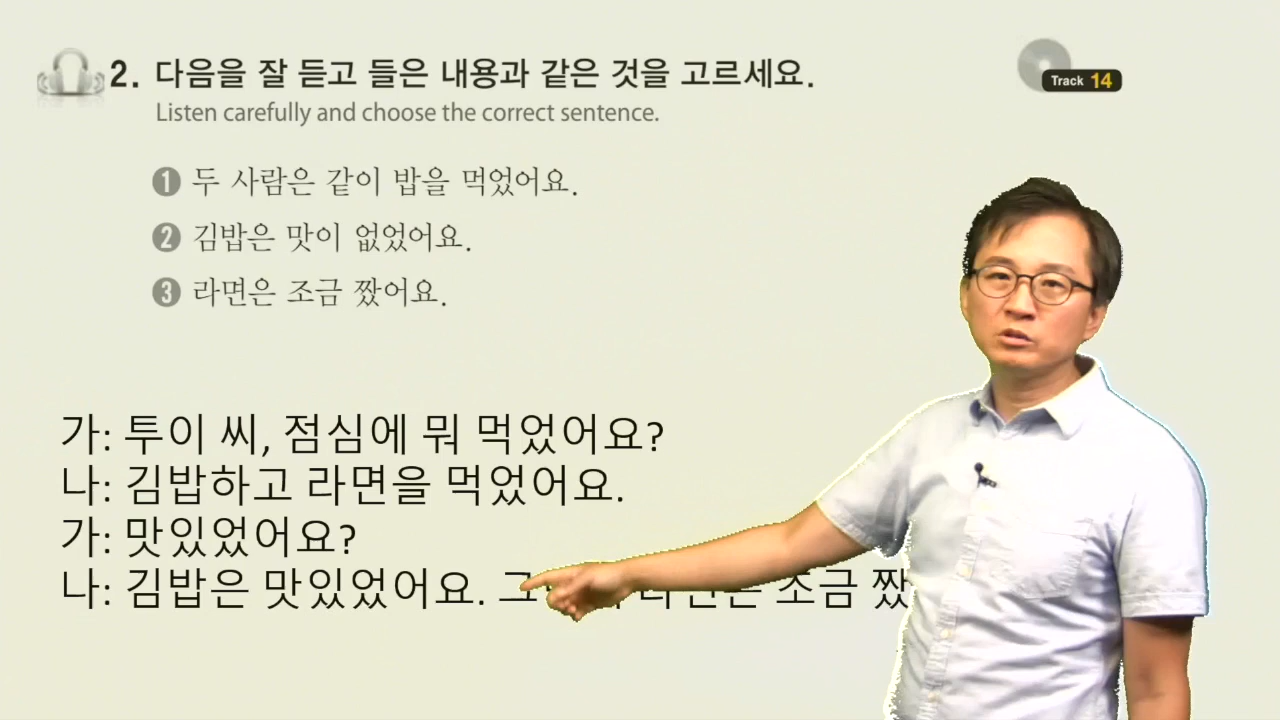 2. 다음을 잘 듣고 들은 내용과 같은 것을 고르세요.
Track 14
Listen carefully and choose the correct sentence.
❶ 두 사람은 같이 밥을 먹었어요.
❷ 김밥은 맛이 없었어요.
❸ 라면은 조금 짰어요.
가: 투이 씨, 점심에 뭐 먹었어요?
나: 김밥하고 라면을 먹었어요.
가: 맛있었어요?
나: 김밥은 맛있었어요. 조금 짰